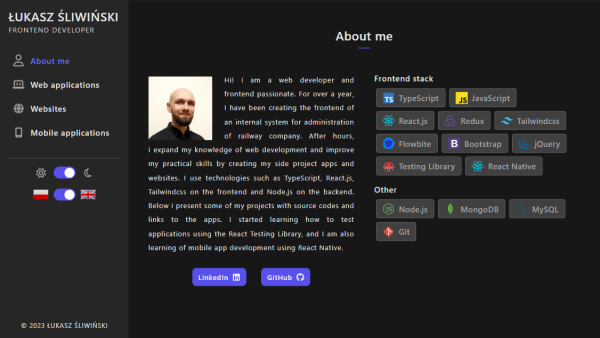 ŁUKASZ ŚLIWIŃSKI
FRONTEND DEVELOPER
About me
Web applications
Websites
Mobile applications
© 2023 ŁUKASZ ŚLIWIŃSKI
About me
Hi! I am a web developer and
frontend passionate. For over a year,
I have been creating the frontend of
an internal system for administration
of railway company. After hours,
I expand my knowledge of web development and improve
my practical skills by creating my side project apps and
websites. I use technologies such as TypeScript, React.js,
Tailwindcss on the frontend and Node.js on the backend.
Below I present some of my projects with source codes and
links to the apps. I started learning how to test
applications using the React Testing Library, and I am also
learning of mobile app development using React Native.
LinkedIn GitHub
Frontend stack
TS TypeScript JS JavaScript
React.js Redux Tailwindcss
Flowbite B Bootstrap jQuery
Testing Library React Native
Other
Node.js MongoDB MySQL
Git